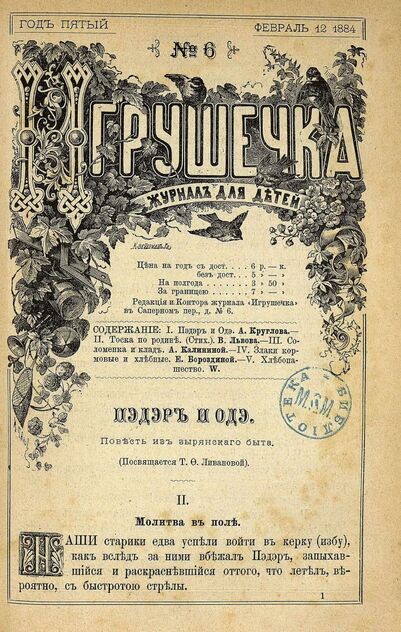 ГОДЪ ПЯТЫЙ
ФЕВРАЛЬ 12 1884
№ 6
ИГРУШЕЧКА
ЖУРНАЛЪ ДЛЯ ДѢТЕЙ
Цѣна на годъ съ дост. . . . 6 р. — к.
безъ дост. . 5 » — »
На полгода . . . . . . . 3 » 50 »
За границею . . . . . . 7 » — »
Редакція и Контора журнала «Игрушечка»
въ Саперномъ пер., д. № 6.
СОДЕРЖАНІЕ: I. Пэдэръ и Одэ. А. Круглова.—
II. Тоска по родинѣ. (Стих.). В. Львова.—III. Со-
ломенка и кладъ. А. Калининой.—IV. Злаки кор-
мовые и хлѣбные. Е. Бороздиной.—V. Хлѣбопа-
шество. W.
БИБЛІОТЕКА
М.М
ПЭДЭРЪ И ОДЭ.
Повѣсть изъ зырянскаго быта.
(Посвящается Т. Ѳ. Ливановой).
II.
Молитва въ полѣ.
НАШИ старики едва успѣли войти въ керку (избу),
какъ вслѣдъ за ними вбѣжалъ Пэдэръ, запыхав-
шійся и раскраснѣвшійся оттого, что летѣлъ, вѣ-
роятно, съ быстротою стрѣлы.
1